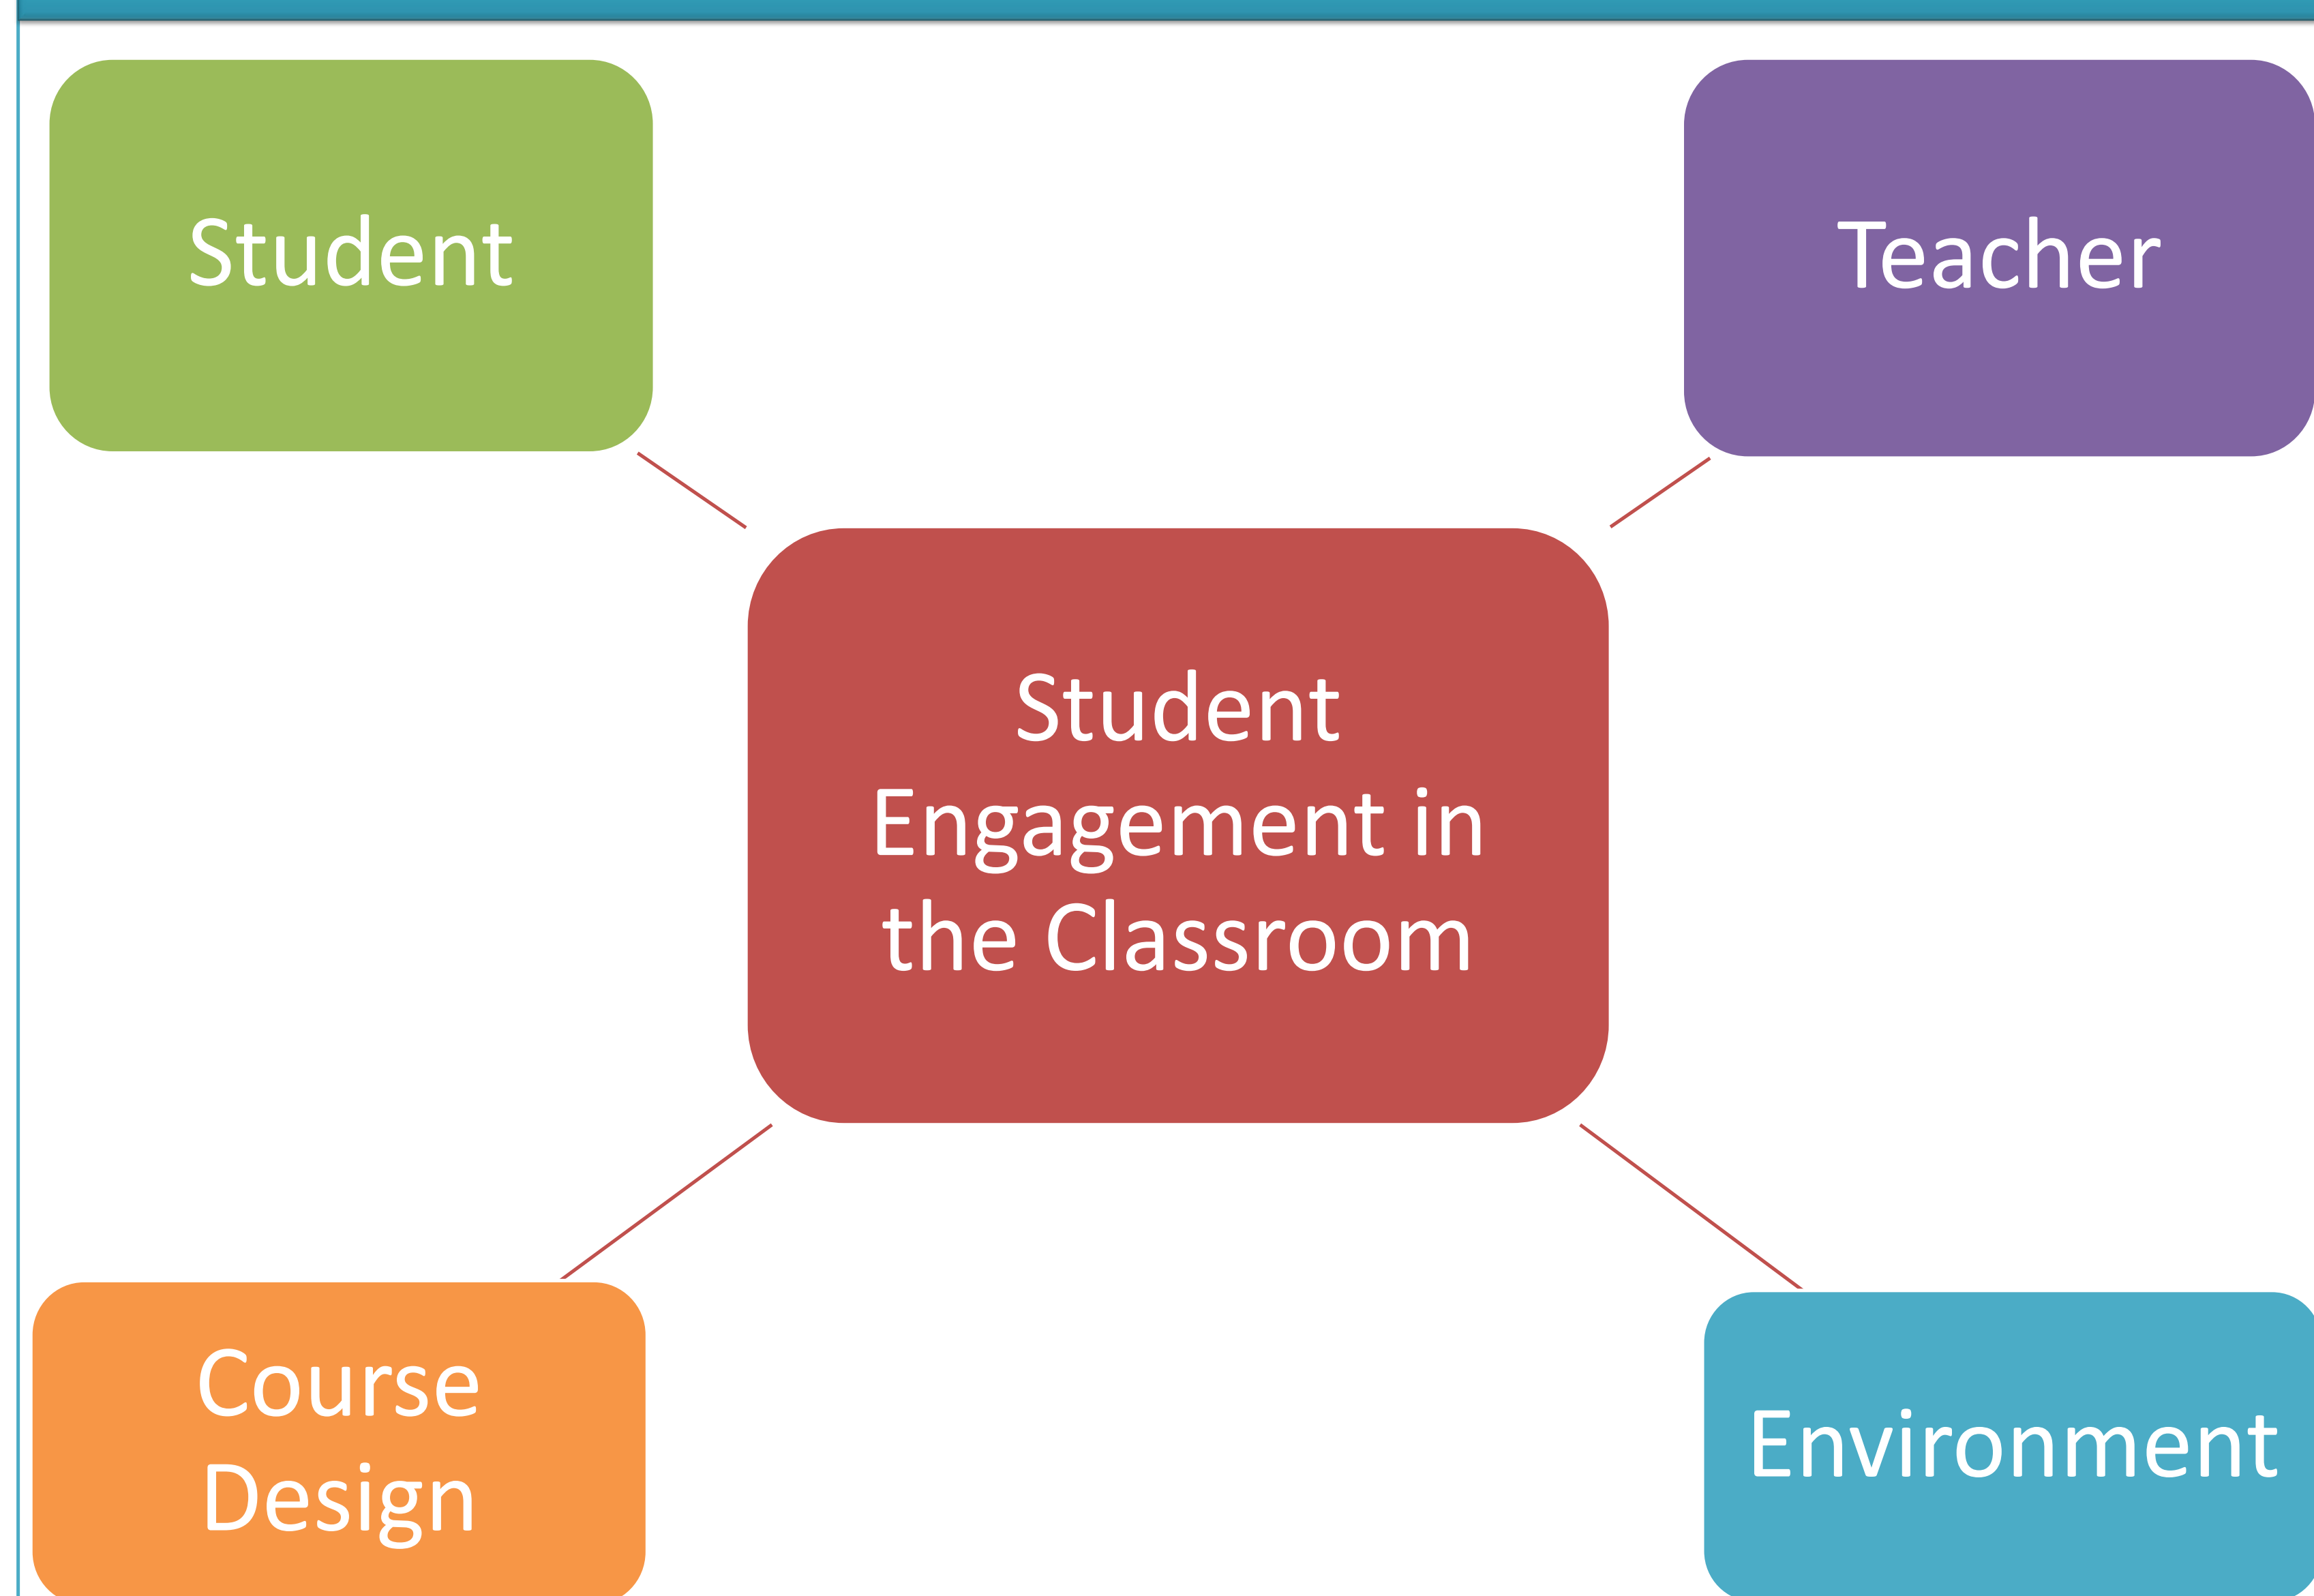 Student
Teacher
Student
Engagement in
the Classroom
Course
Design
Environment